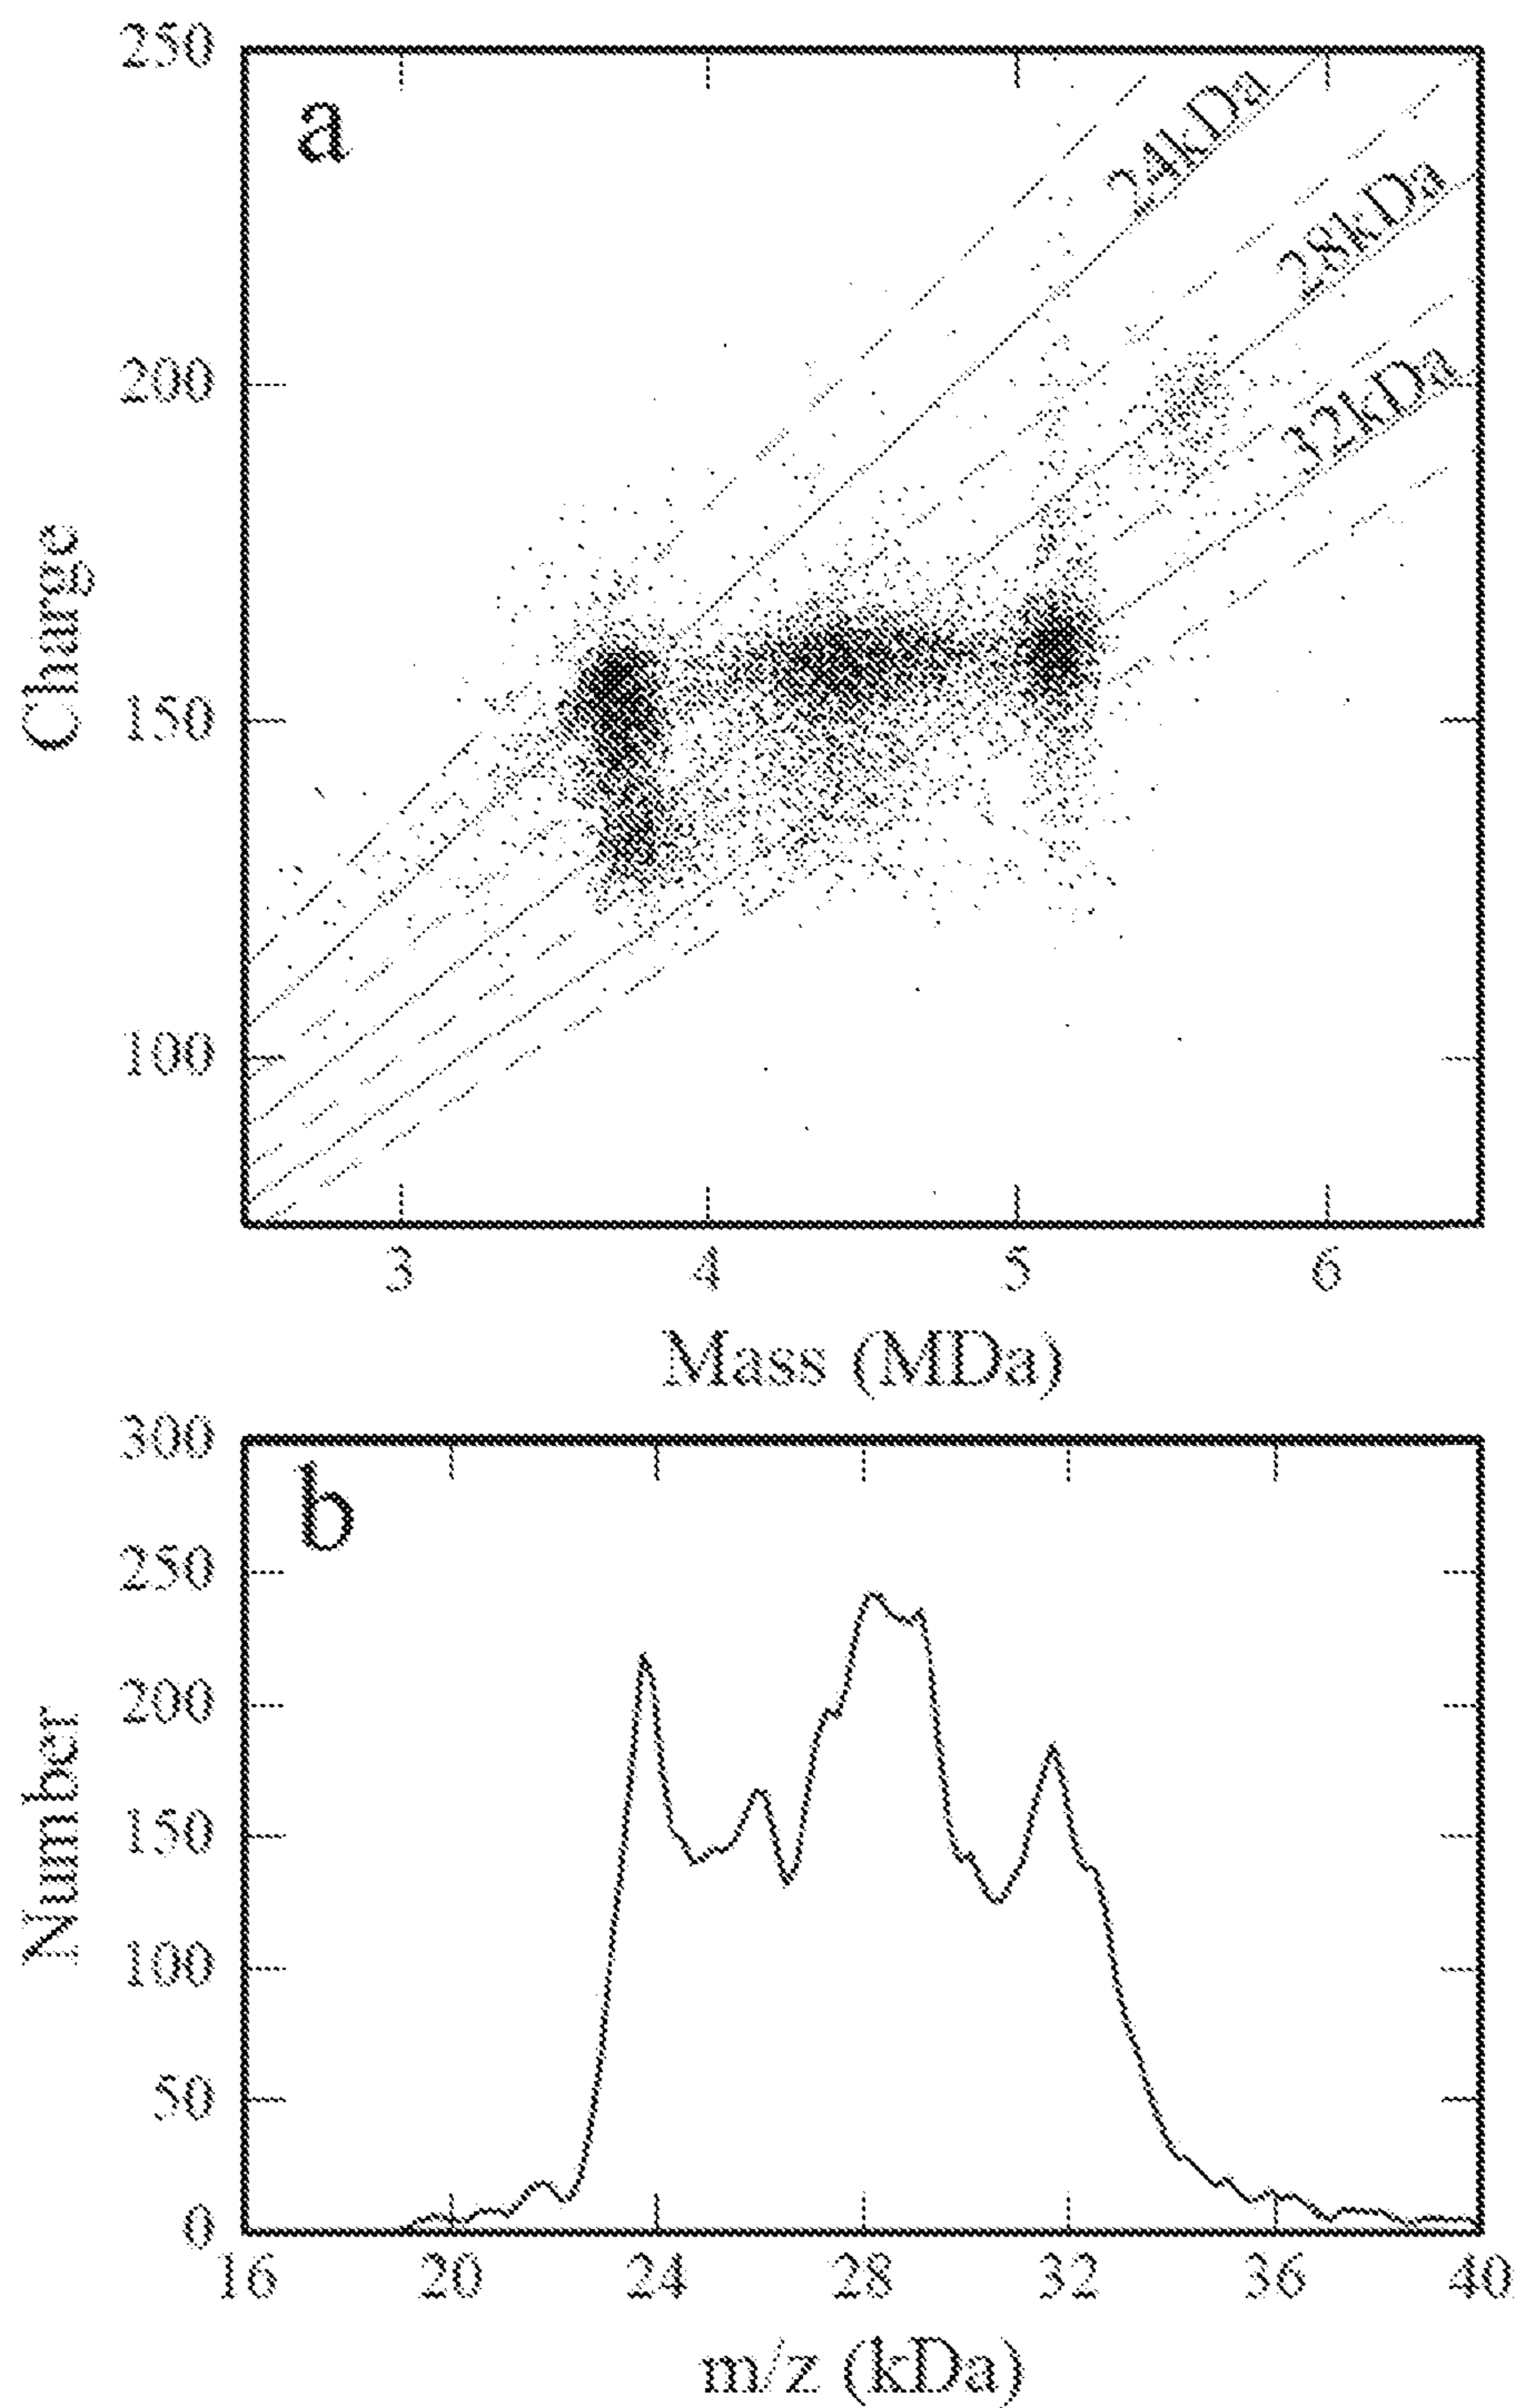 250
a
24kDa
28kDa
200
32kDa
Charge
150
100
3 4 5 6
Mass (MDa)
300
b
250
200
Number
150
100
50
0
16 20 24 28 32 36 40
m/z (kDa)